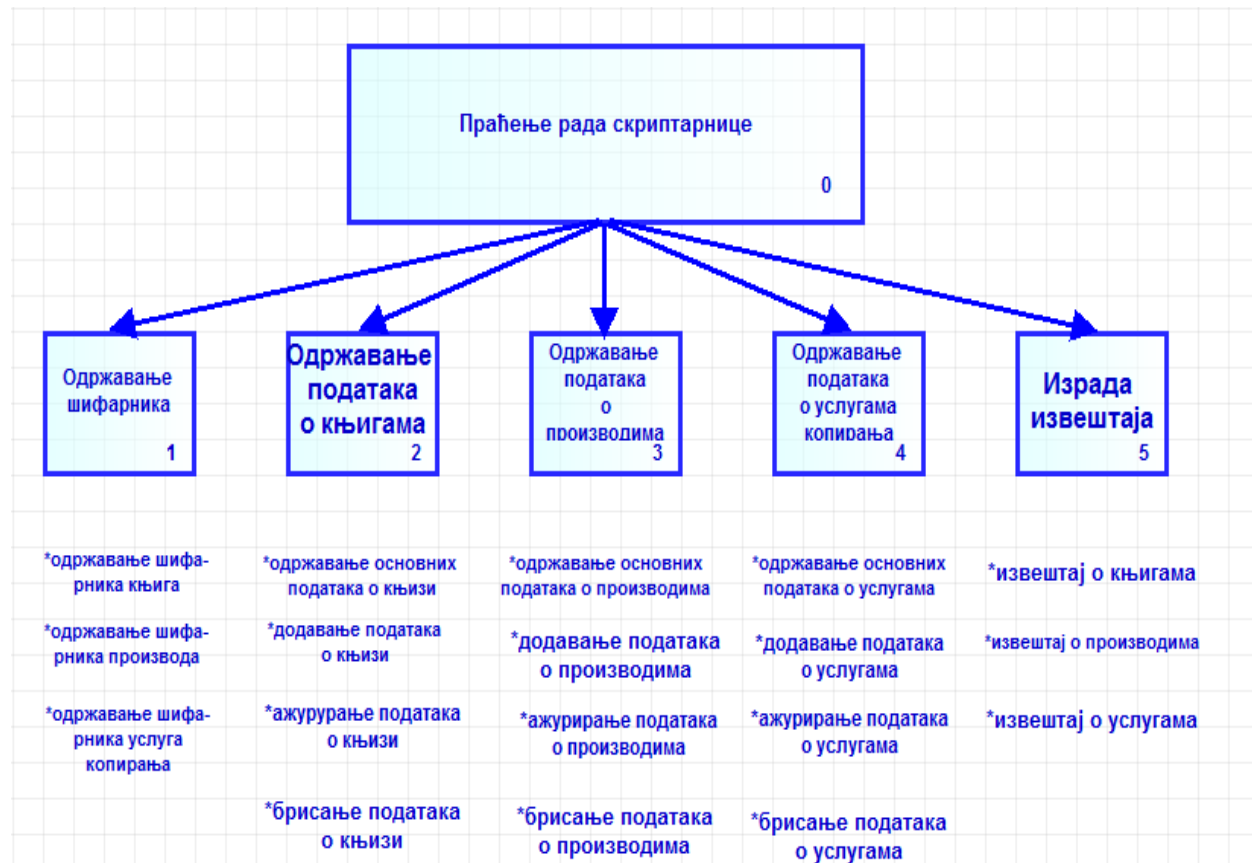 Праћење рада скриптарнице
0
Одржавање
шифарника
1
Одржавање
података
о књигама
2
Одржавање
података
о
производима
3
Одржавање
података
о услугама
копирања
4
Израда
извештаја
5
*одржавање шифа-
рника књига
*одржавање шифа-
рника производа
*одржавање шифа-
рника услуга
копирања
*одржавање основних
података о књизи
*додавање података
о књизи
*ажурурање података
о књизи
*брисање података
о књизи
*одржавање основних
података о производима
*додавање података
о производима
*ажурирање података
о производима
*брисање података
о производима
*одржавање основних
података о услугама
*додавање података
о услугама
*ажурирање података
о услугама
*брисање података
о услугама
*извештај о књигама
*извештај о производима
*извештај о услугама